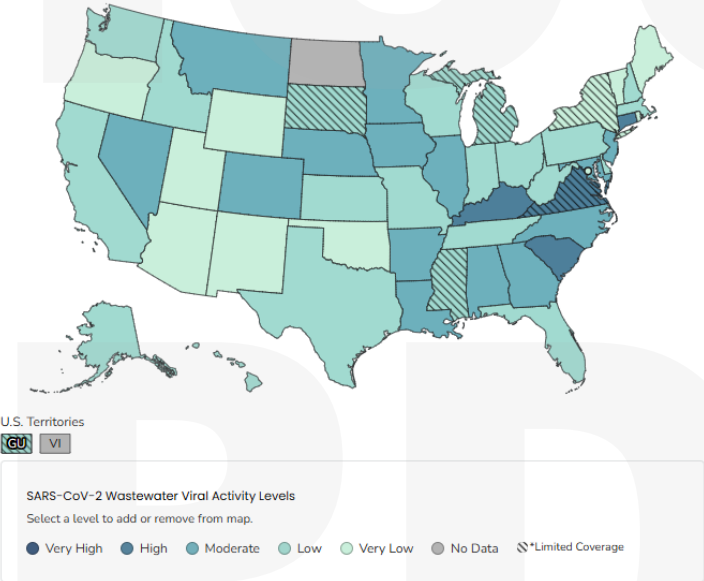 U.S. Territories
GU VI
SARS-CoV-2 Wastewater Viral Activity Levels
Select a level to add or remove from map.
Very High High Moderate Low Very Low No Data *Limited Coverage